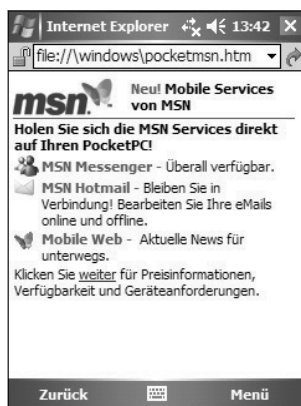 Internet Explorer 13:42
file://\windows\pocketmsn.htm
msn
Neu! Mobile Services
von MSN
Holen Sie sich die MSN Services direkt
auf Ihren PocketPC!
MSN Messenger - Überall verfügbar.
MSN Hotmail - Bleiben Sie in
Verbindung! Bearbeiten Sie Ihre eMails
online und offline.
Mobile Web - Aktuelle News für
unterwegs.
Klicken Sie weiter für Preisinformationen,
Verfügbarkeit und Geräteanforderungen.
Zurück Menü